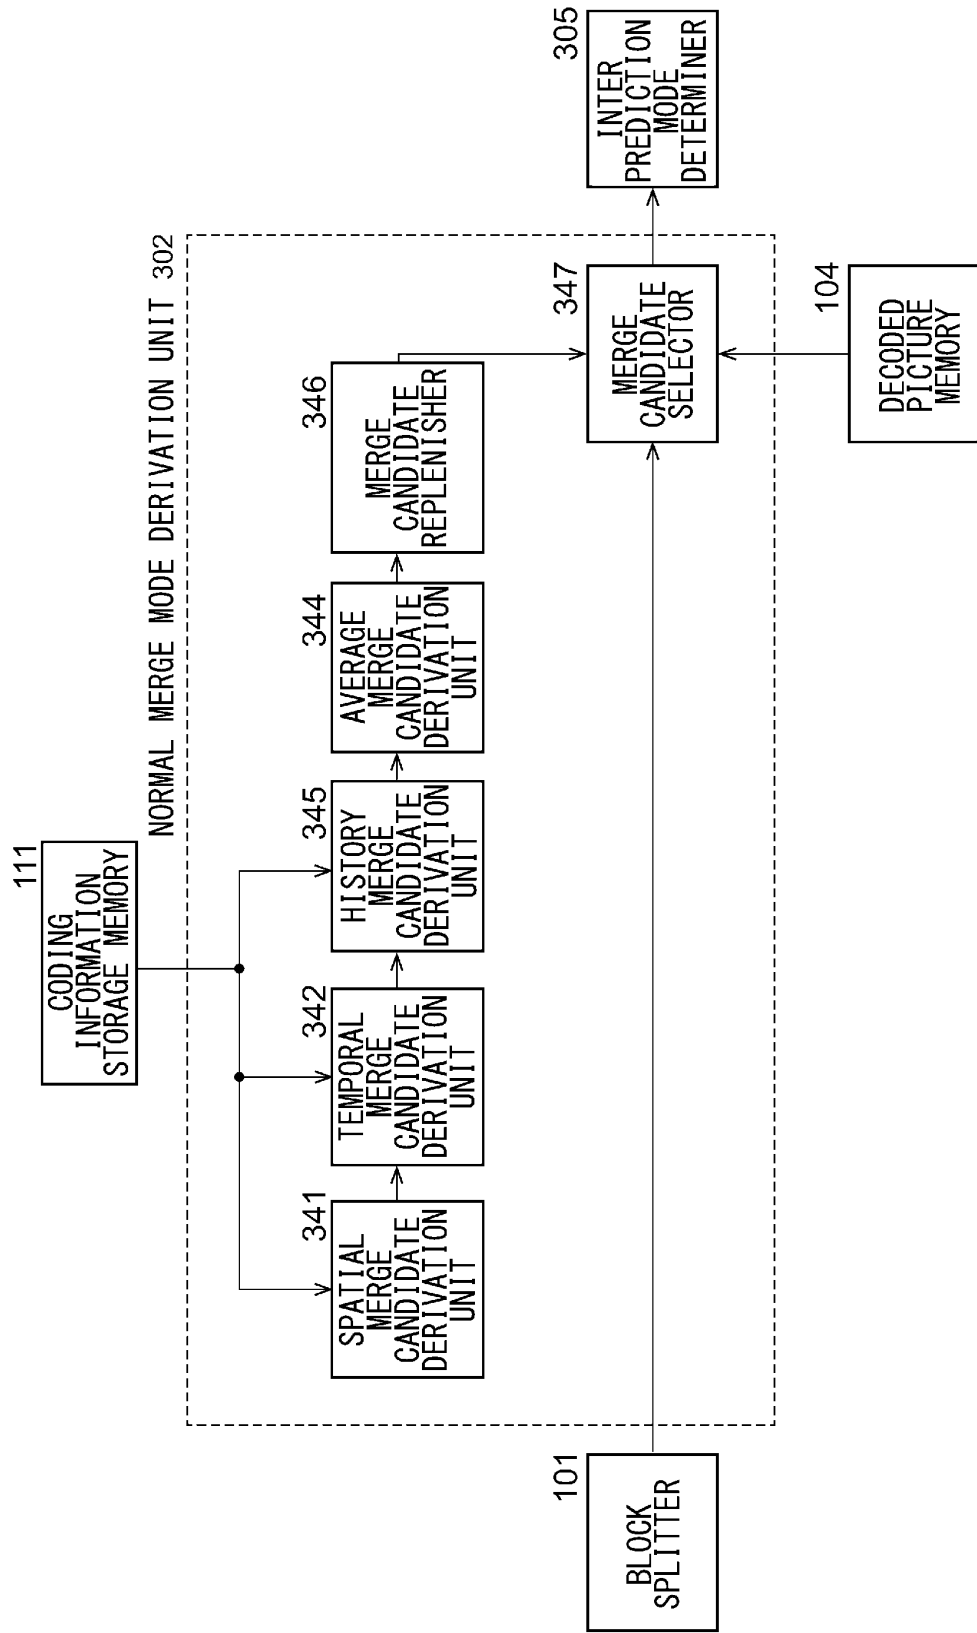 111
CODING
INFORMATION
STORAGE MEMORY
NORMAL MERGE MODE DERIVATION UNIT 302
341
SPATIAL
MERGE
CANDIDATE
DERIVATION
UNIT
342
TEMPORAL
MERGE
CANDIDATE
DERIVATION
UNIT
345
HISTORY
MERGE
CANDIDATE
DERIVATION
UNIT
344
AVERAGE
MERGE
CANDIDATE
DERIVATION
UNIT
346
MERGE
CANDIDATE
REPLENISHER
101
BLOCK
SPLITTER
347
MERGE
CANDIDATE
SELECTOR
305
INTER
PREDICTION
MODE
DETERMINER
104
DECODED
PICTURE
MEMORY